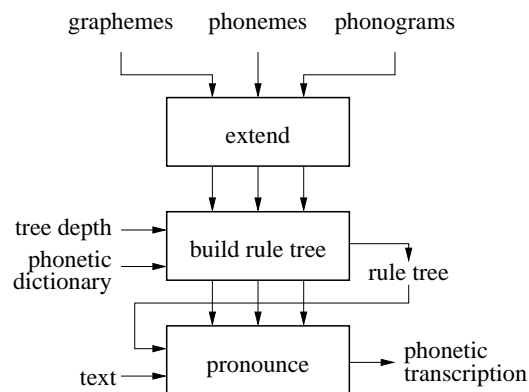 graphemes phonemes phonograms
extend
tree depth
build rule tree
phonetic
dictionary
rule tree
pronounce
phonetic
transcription
text